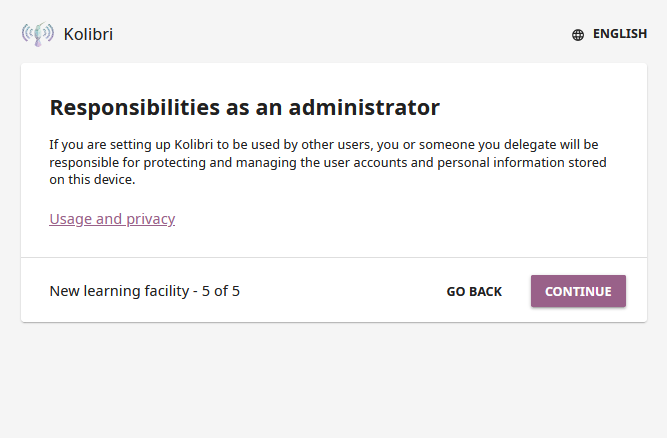 Kolibri
ENGLISH
Responsibilities as an administrator
If you are setting up Kolibri to be used by other users, you or someone you delegate will be
responsible for protecting and managing the user accounts and personal information stored
on this device.
Usage and privacy
New learning facility - 5 of 5
GO BACK
CONTINUE